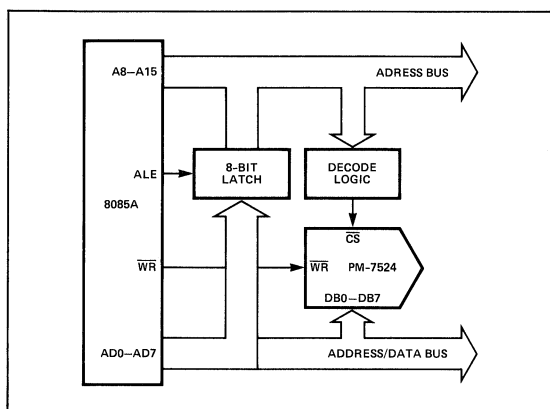 A8–A15
ADRESS BUS
ALE
8-BIT
LATCH
DECODE
LOGIC
8085A
CS
WR
WR
PM-7524
DB0–DB7
AD0–AD7
ADDRESS/DATA BUS